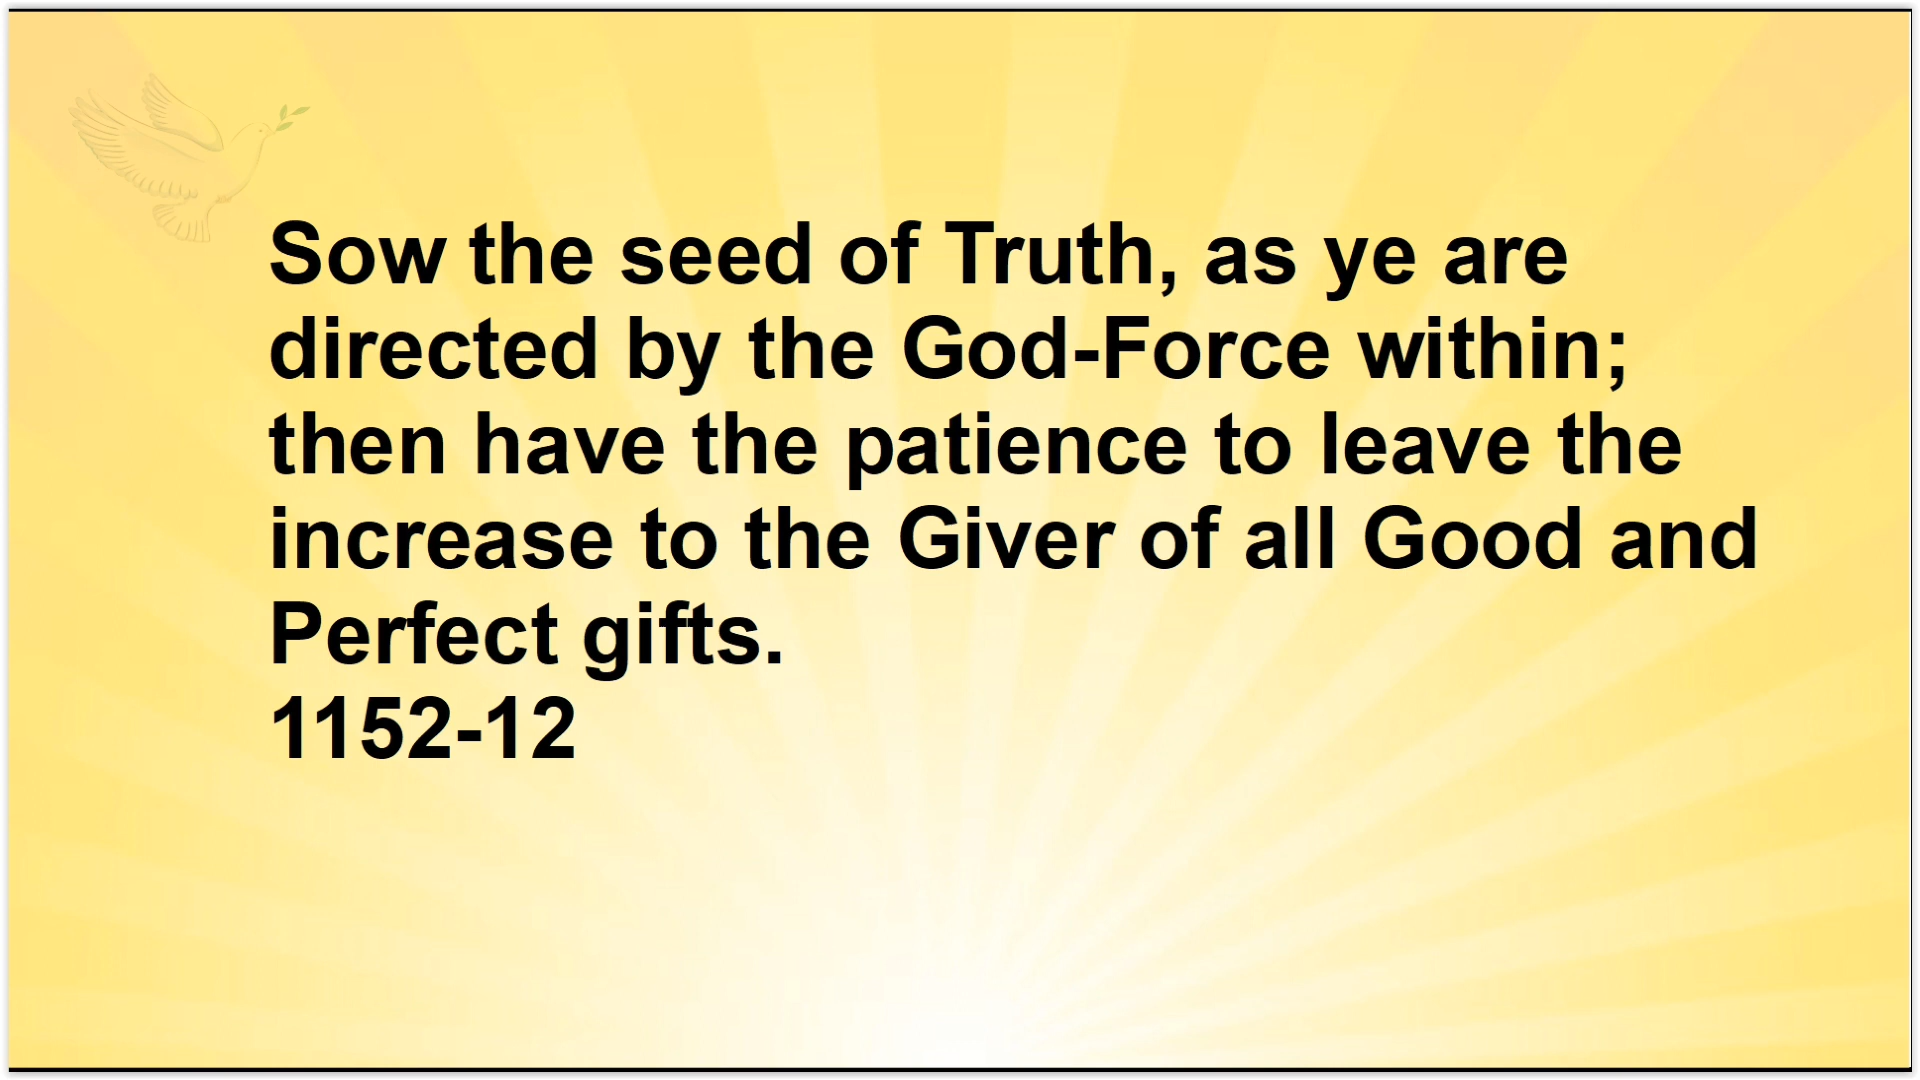 Sow the seed of Truth, as ye are
directed by the God-Force within;
then have the patience to leave the
increase to the Giver of all Good and
Perfect gifts.
1152-12